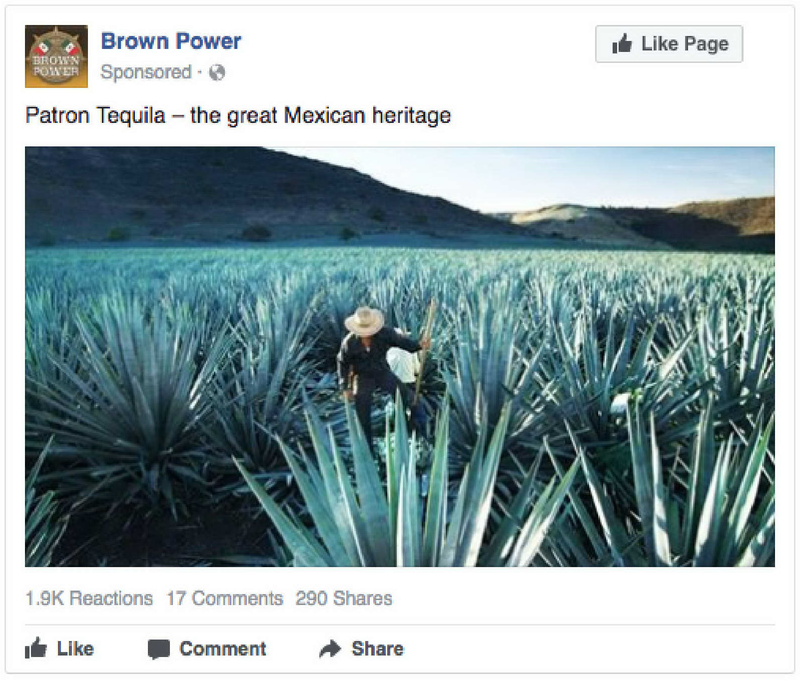 BROWN
POWER
Brown Power
Sponsored ·
Like Page
Patron Tequila – the great Mexican heritage
1.9K Reactions 17 Comments 290 Shares
Like Comment Share